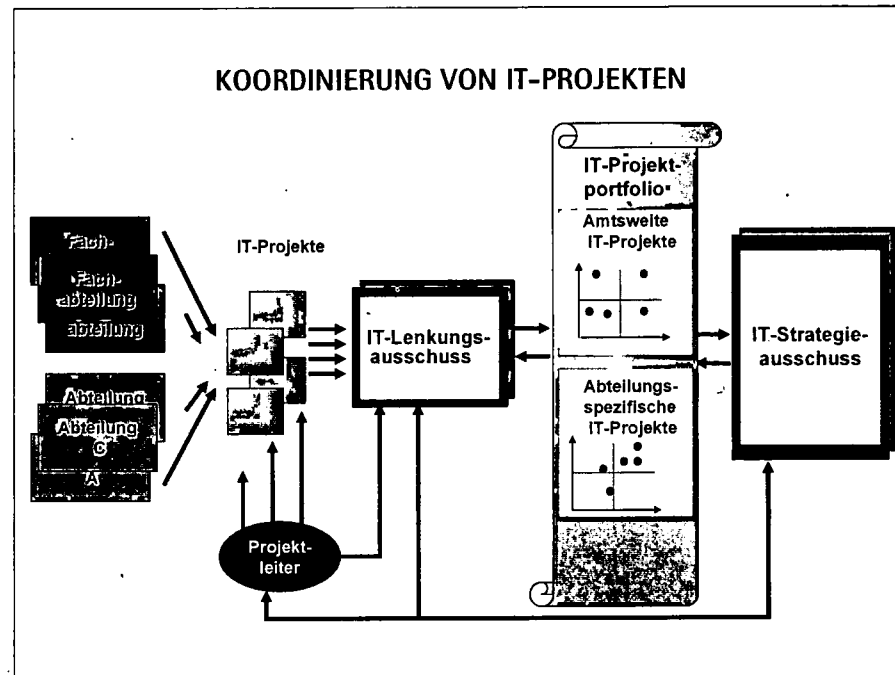 KOORDINIERUNG VON IT-PROJEKTEN
Fach-
Fach-
abteilung
abteilung
Abteilung
Abteilung
C
A
IT-Projekte
Projekt-
leiter
IT-Lenkungs-
ausschuss
IT-Projekt-
portfolio
Amtsweite
IT-Projekte
Abteilungs-
spezifische
IT-Projekte
IT-Strategie-
ausschuss